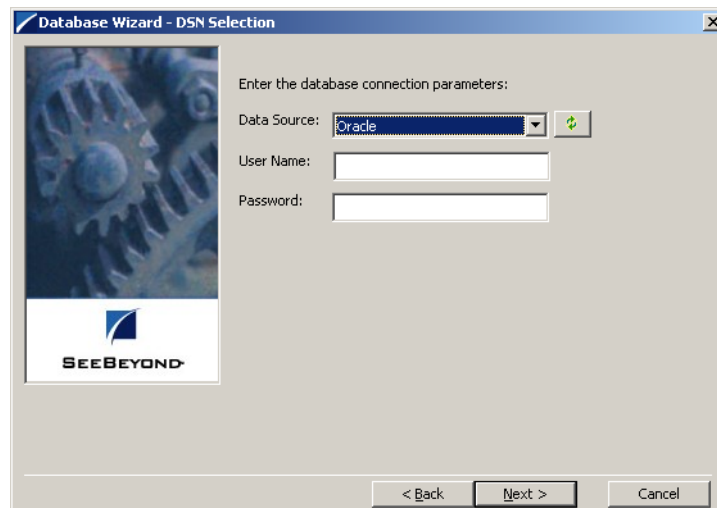 Database Wizard - DSN Selection
Enter the database connection parameters:
Data Source: Oracle
User Name:
Password:
SEEBEYOND
< Back Next > Cancel